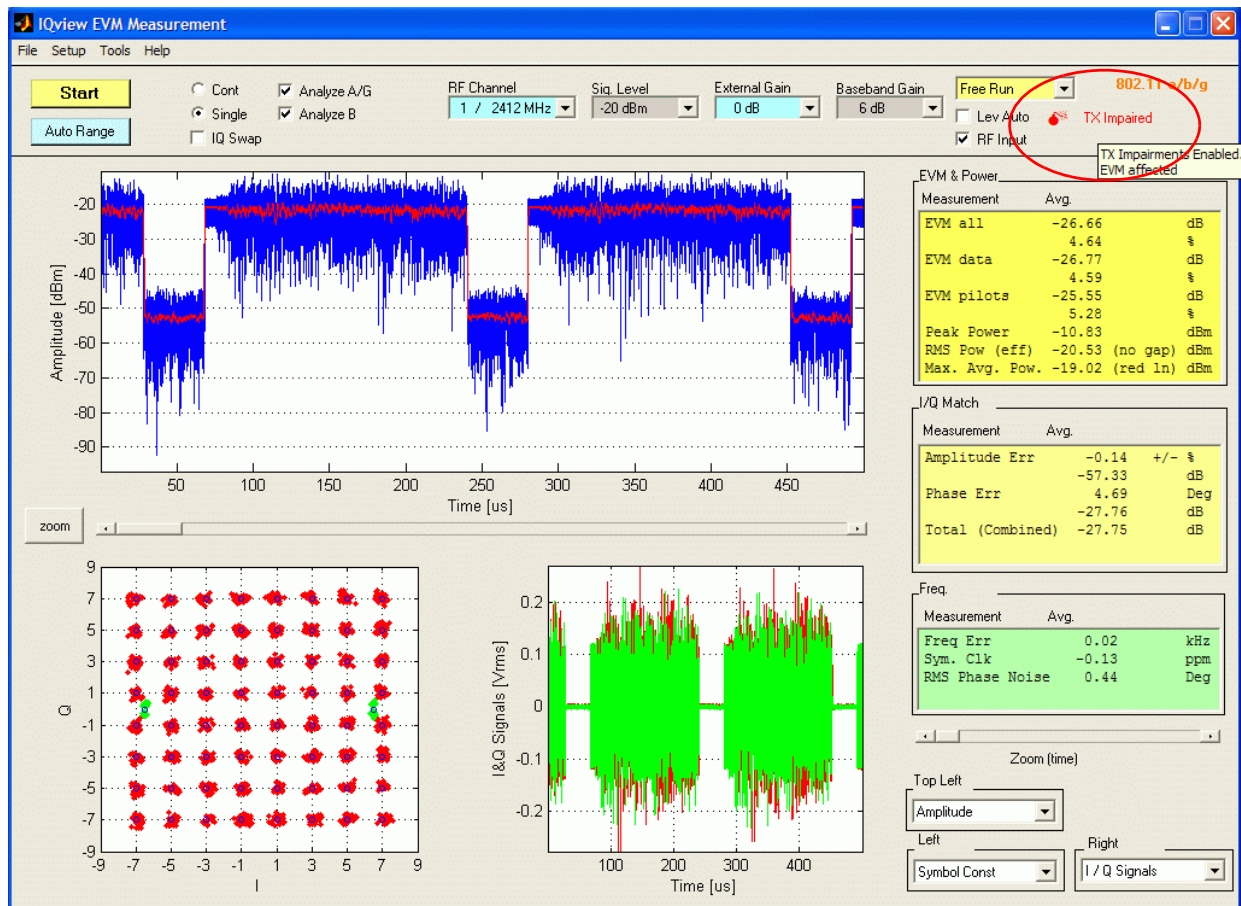 IQview EVM Measurement
File Setup Tools Help
Start
Auto Range
Cont
Single
IQ Swap
Analyze A/G
Analyze B
RF Channel
1 / 2412 MHz
Sig. Level
-20 dBm
External Gain
0 dB
Baseband Gain
6 dB
Free Run
Lev Auto
RF Input
802.11 a/b/g
TX Impaired
TX Impairments Enabled.
EVM affected
-20
-30
-40
-50
-60
-70
-80
-90
Amplitude [dBm]
50 100 150 200 250 300 350 400 450
Time [us]
zoom
EVM & Power
Measurement Avg.
EVM all -26.66 dB
4.64 %
EVM data -26.77 dB
4.59 %
EVM pilots -25.55 dB
5.28 %
Peak Power -10.83 dBm
RMS Pow (eff) -20.53 (no gap) dBm
Max. Avg. Pow. -19.02 (red ln) dBm
I/Q Match
Measurement Avg.
Amplitude Err -0.14 +/- %
-57.33 dB
Phase Err 4.69 Deg
-27.76 dB
Total (Combined) -27.75 dB
Freq.
Measurement Avg.
Freq Err 0.02 kHz
Sym. Clk -0.13 ppm
RMS Phase Noise 0.44 Deg
Zoom (time)
9
7
5
3
1
-1
-3
-5
-7
-9
Q
-9 -7 -5 -3 -1 1 3 5 7 9
I
0.2
0.1
0
-0.1
-0.2
I&Q Signals [Vrms]
100 200 300 400
Time [us]
Top Left
Amplitude
Left
Symbol Const
Right
I / Q Signals